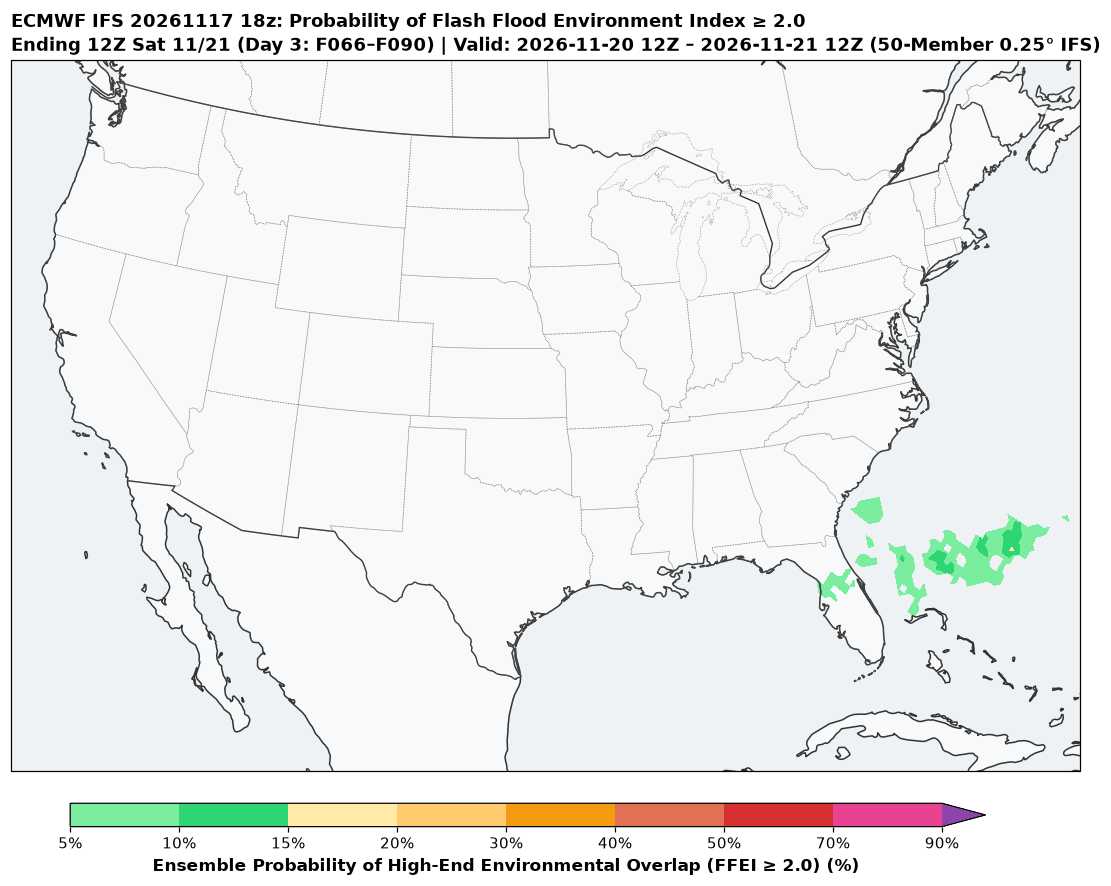 ECMWF IFS 20261117 18z: Probability of Flash Flood Environment Index ≥ 2.0
Ending 12Z Sat 11/21 (Day 3: F066–F090) | Valid: 2026-11-20 12Z – 2026-11-21 12Z (50-Member 0.25° IFS)
5% 10% 15% 20% 30% 40% 50% 70% 90%
Ensemble Probability of High-End Environmental Overlap (FFEI ≥ 2.0) (%)